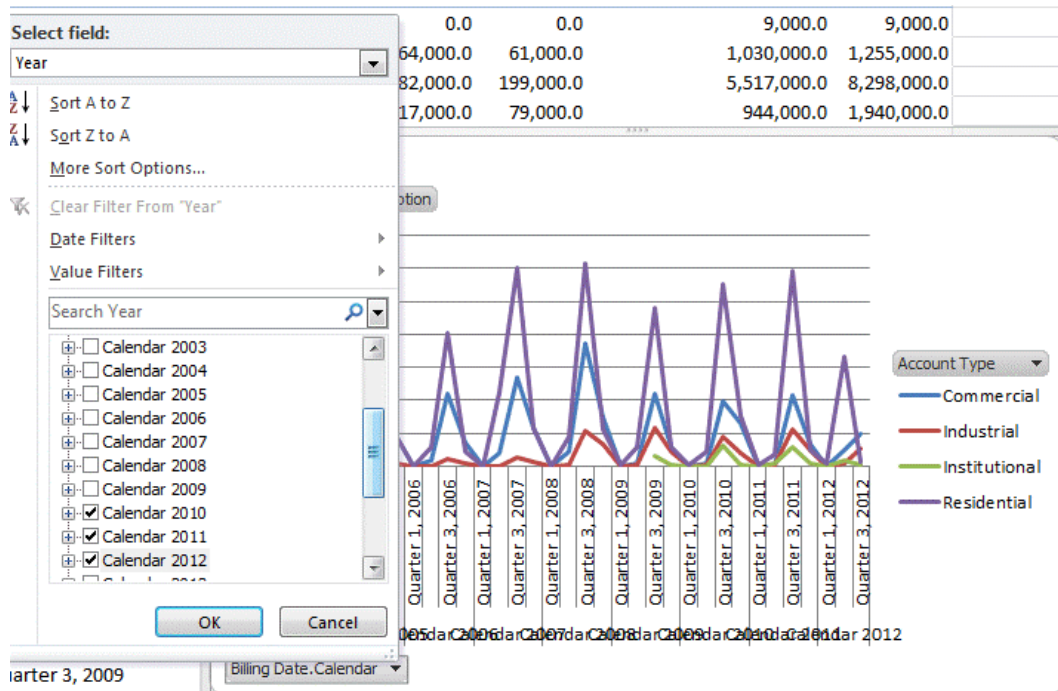 Select field:
Year
Sort A to Z
Sort Z to A
More Sort Options...
Clear Filter From "Year"
Date Filters
Value Filters
Search Year
Calendar 2003
Calendar 2004
Calendar 2005
Calendar 2006
Calendar 2007
Calendar 2008
Calendar 2009
Calendar 2010
Calendar 2011
Calendar 2012
OK Cancel
0.0 0.0 9,000.0 9,000.0
64,000.0 61,000.0 1,030,000.0 1,255,000.0
82,000.0 199,000.0 5,517,000.0 8,298,000.0
17,000.0 79,000.0 944,000.0 1,940,000.0
Account Type
Commercial
Industrial
Institutional
Residential
Quarter 1, 2006
Quarter 3, 2006
Quarter 1, 2007
Quarter 3, 2007
Quarter 1, 2008
Quarter 3, 2008
Quarter 1, 2009
Quarter 3, 2009
Quarter 1, 2010
Quarter 3, 2010
Quarter 1, 2011
Quarter 3, 2011
Quarter 1, 2012
Quarter 3, 2012
Calendar 2012
Billing Date.Calendar
uarter 3, 2009